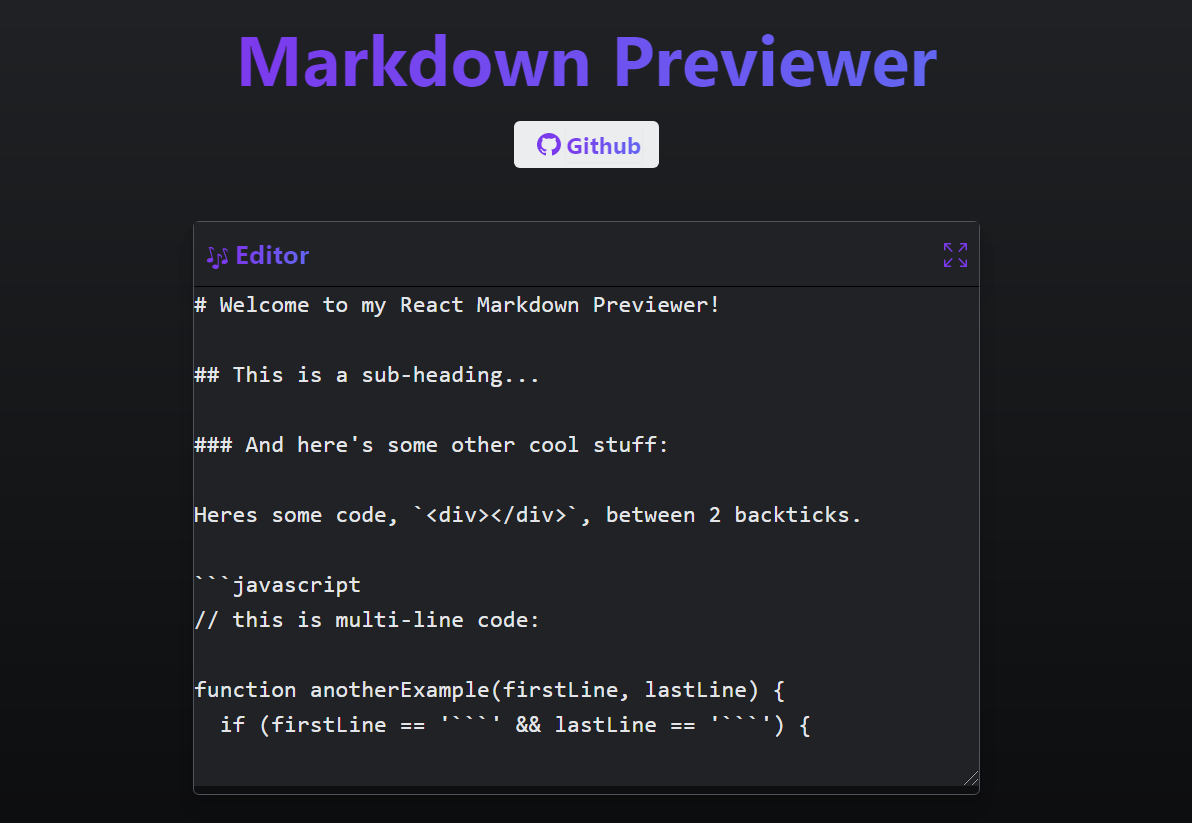 Markdown Previewer
Github
Editor
# Welcome to my React Markdown Previewer!
## This is a sub-heading...
### And here's some other cool stuff:
Heres some code, `<div></div>`, between 2 backticks.
```javascript
// this is multi-line code:
function anotherExample(firstLine, lastLine) {
  if (firstLine == '```' && lastLine == '```') {